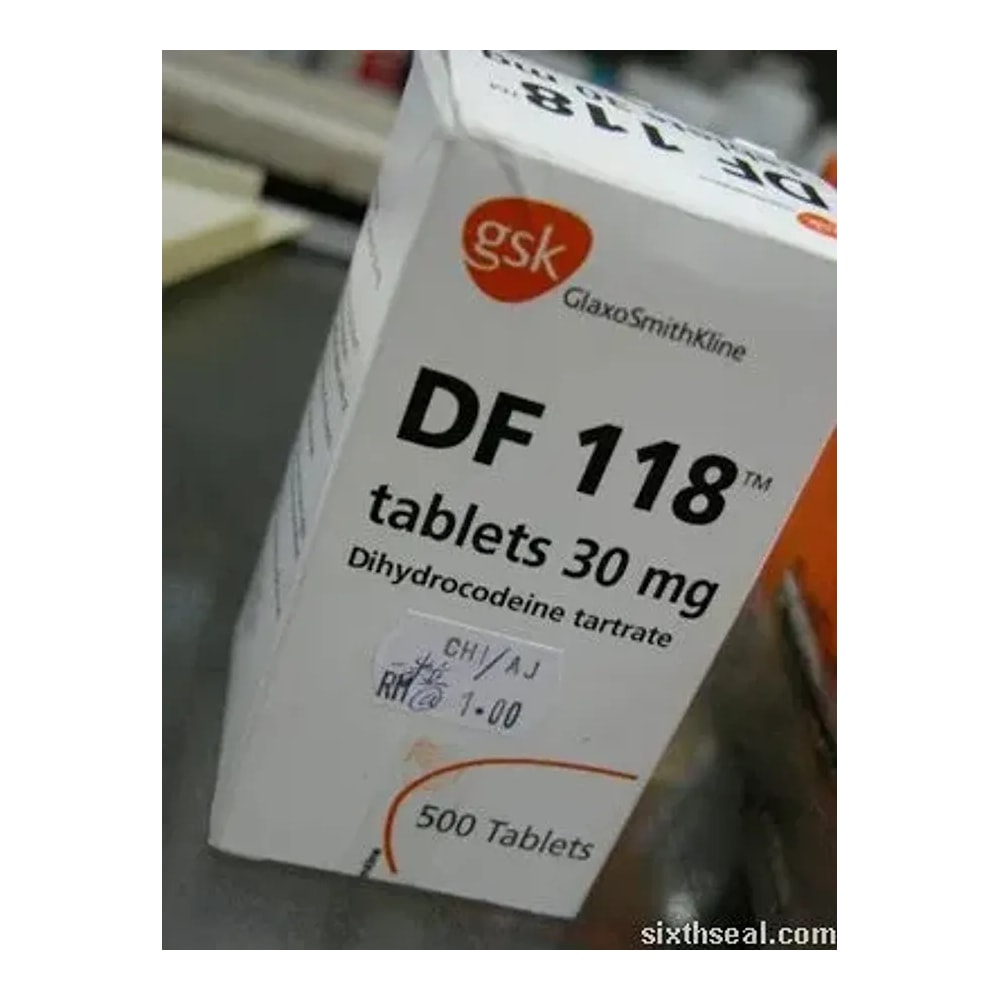 DF 118™
gsk
GlaxoSmithKline
DF 118™
tablets 30 mg
Dihydrocodeine tartrate
CHI/AJ
RM@ 1.00
500 Tablets
sixthseal.com